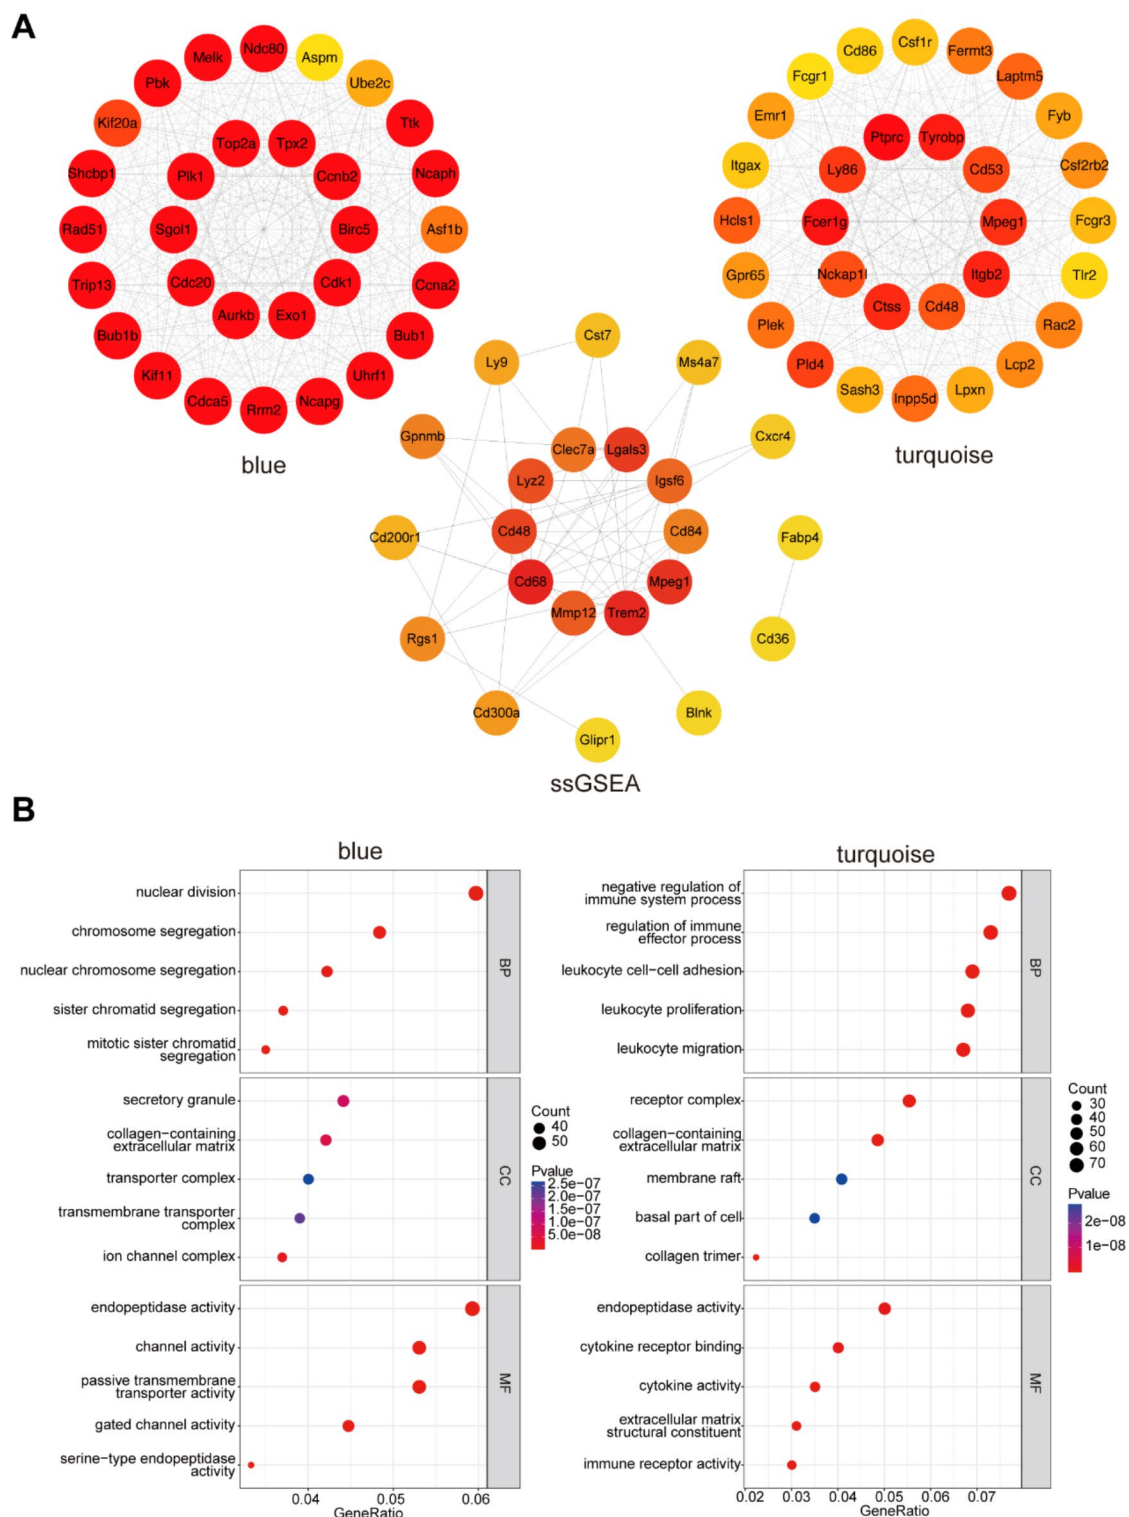 A
Ndc80
Aspm
Melk
Ube2c
Pbk
Ttk
Kif20a
Top2a
Tpx2
Shcbp1
Plk1
Ccnb2
Ncaph
Rad51
Sgol1
Birc5
Asf1b
Trip13
Cdc20
Cdk1
Ccna2
Aurkb
Exo1
Bub1b
Bub1
Kif11
Uhrf1
Cdca5
Rrm2
Ncapg
blue
Cd86
Csf1r
Fermt3
Fcgr1
Laptm5
Emr1
Fyb
Ptprc
Tyrobp
Itgax
Ly86
Cd53
Csf2rb2
Hcls1
Fcer1g
Mpeg1
Fcgr3
Gpr65
Nckap1l
Itgb2
Tlr2
Ctss
Cd48
Plek
Rac2
Pld4
Lcp2
Sash3
Inpp5d
Lpxn
turquoise
Cst7
Ly9
Ms4a7
Gpnmb
Clec7a
Lgals3
Cxcr4
Lyz2
Igsf6
Cd200r1
Cd48
Cd84
Fabp4
Cd68
Mpeg1
Mmp12
Trem2
Rgs1
Cd36
Cd300a
Blnk
Glipr1
ssGSEA
B
blue
nuclear division
chromosome segregation
nuclear chromosome segregation
sister chromatid segregation
mitotic sister chromatid
segregation
BP
secretory granule
collagen−containing
extracellular matrix
transporter complex
transmembrane transporter
complex
ion channel complex
CC
endopeptidase activity
channel activity
passive transmembrane
transporter activity
gated channel activity
serine−type endopeptidase
activity
MF
0.04 0.05 0.06
GeneRatio
Count
40
50
Pvalue
2.5e−07
2.0e−07
1.5e−07
1.0e−07
5.0e−08
turquoise
negative regulation of
immune system process
regulation of immune
effector process
leukocyte cell−cell adhesion
leukocyte proliferation
leukocyte migration
BP
receptor complex
collagen−containing
extracellular matrix
membrane raft
basal part of cell
collagen trimer
CC
endopeptidase activity
cytokine receptor binding
cytokine activity
extracellular matrix
structural constituent
immune receptor activity
MF
0.02 0.03 0.04 0.05 0.06 0.07
GeneRatio
Count
30
40
50
60
70
Pvalue
2e−08
1e−08